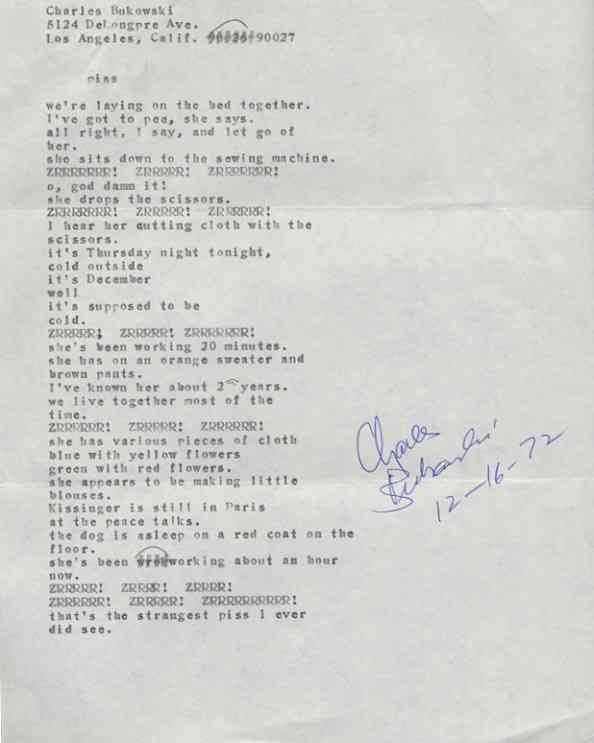 Charles Bukowski
5124 DeLongpre Ave.
Los Angeles, Calif. 90027
piss
we're laying on the bed together.
I've got to pee, she says.
all right, I say, and let go of
her.
she sits down to the sewing machine.
ZRRRRRRR!  ZRRRR!  ZRRRRRR!
o, god damn it!
she drops the scissors.
ZRRRRRRR!  ZRRRRR!  ZRRRRRR!
I hear her cutting cloth with the
scissors.
it's Thursday night tonight,
cold outside
it's December
well
it's supposed to be
cold.
ZRRRRR!  ZRRRRR! ZRRRRRRR!
she's been working 20 minutes.
she has on an orange sweater and
brown pants.
I've known her about 2 years.
we live together most of the
time.
ZRRRRRR!  ZRRRRR!  ZRRRRRR!
she has various pieces of cloth
blue with yellow flowers
green with red flowers.
she appears to be making little
blouses.
Kissinger is still in Paris
at the peace talks.
the dog is asleep on a red coat on the
floor.
she's been working about an hour
now.
ZRRRRR!  ZRRRR!  ZRRRR!
ZRRRRRR!  ZRRRRR!  ZRRRRRRRRRR!
that's the strangest piss I ever
did see.
Charles
Bukowski
12-16-72